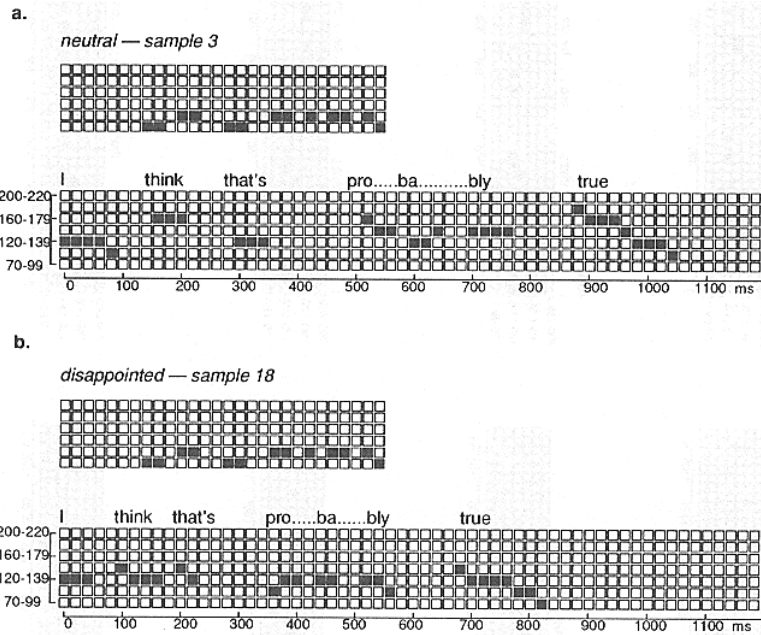 a.
neutral — sample 3
I think that's pro.....ba..........bly true
200-220
160-179
120-139
70-99
0 100 200 300 400 500 600 700 800 900 1000 1100 ms
b.
disappointed — sample 18
I think that's pro.....ba......bly true
200-220
160-179
120-139
70-99
0 100 200 300 400 500 600 700 800 900 1000 1100 ms